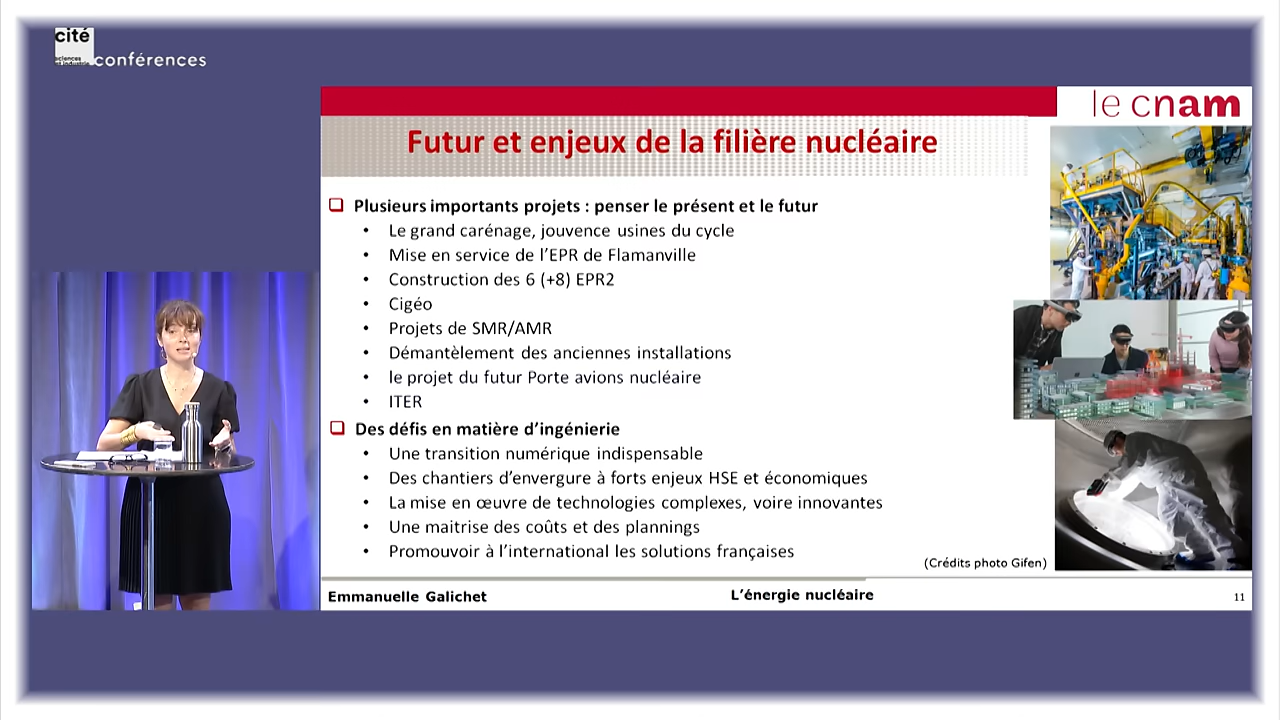 cité
sciences
et industrie
conférences
le cnam
Futur et enjeux de la filière nucléaire
Plusieurs importants projets : penser le présent et le futur
• Le grand carénage, jouvence usines du cycle
• Mise en service de l’EPR de Flamanville
• Construction des 6 (+8) EPR2
• Cigéo
• Projets de SMR/AMR
• Démantèlement des anciennes installations
• le projet du futur Porte avions nucléaire
• ITER
Des défis en matière d’ingénierie
• Une transition numérique indispensable
• Des chantiers d’envergure à forts enjeux HSE et économiques
• La mise en œuvre de technologies complexes, voire innovantes
• Une maitrise des coûts et des plannings
• Promouvoir à l’international les solutions françaises
(Crédits photo Gifen)
Emmanuelle Galichet
L’énergie nucléaire
11